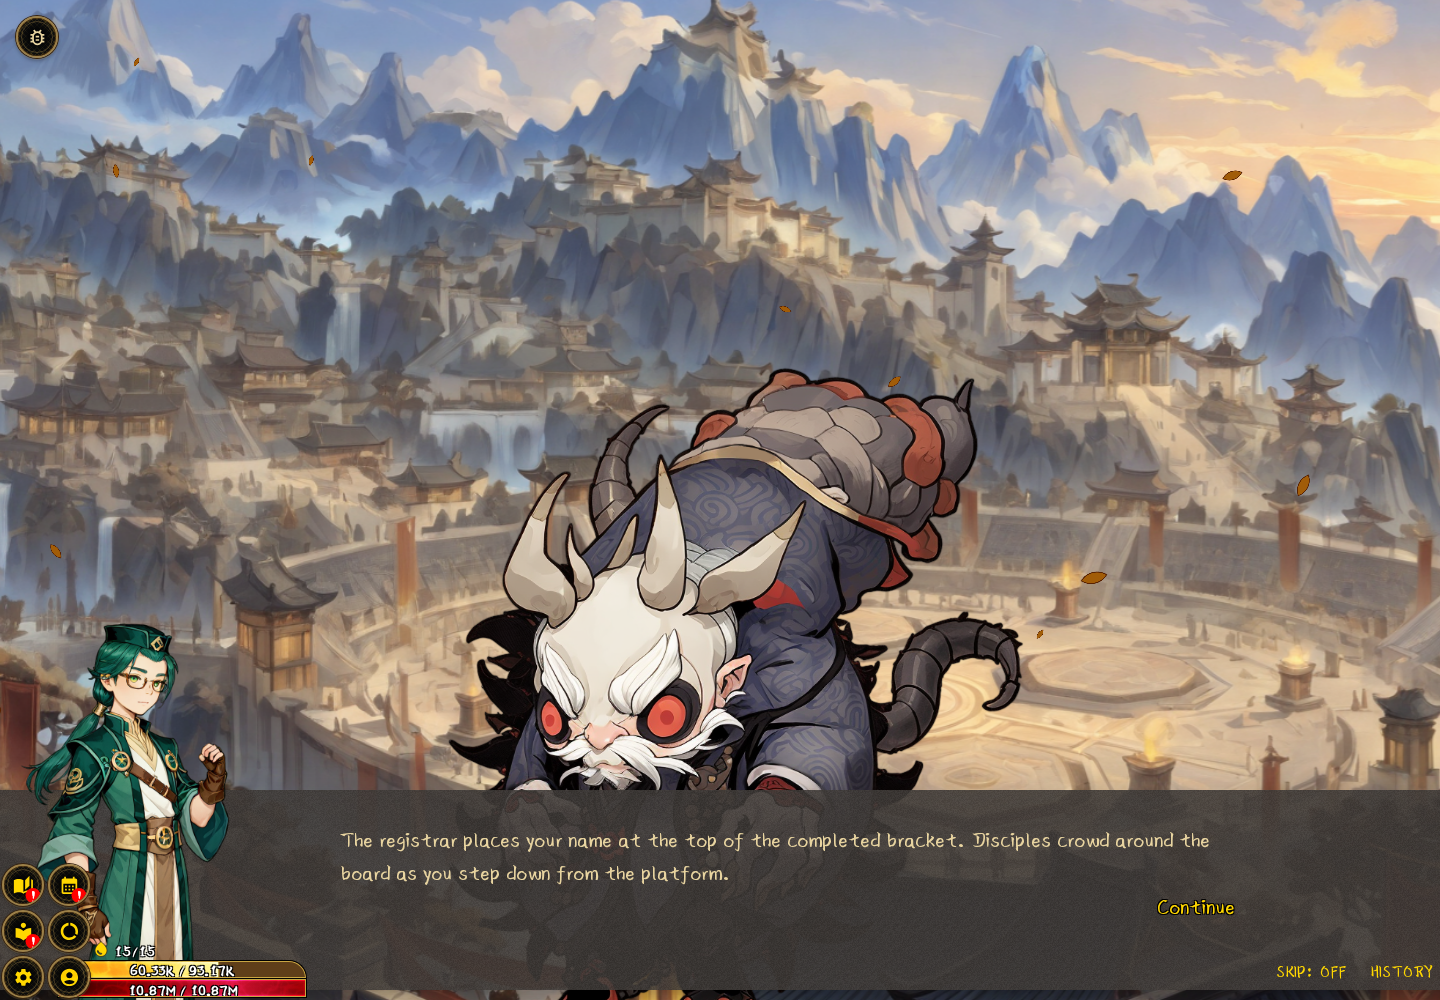 The registrar places your name at the top of the completed bracket. Disciples crowd around the
board as you step down from the platform.
Continue
15/15
60.33K / 93.17K
10.87M / 10.87M
SKIP: OFF HISTORY